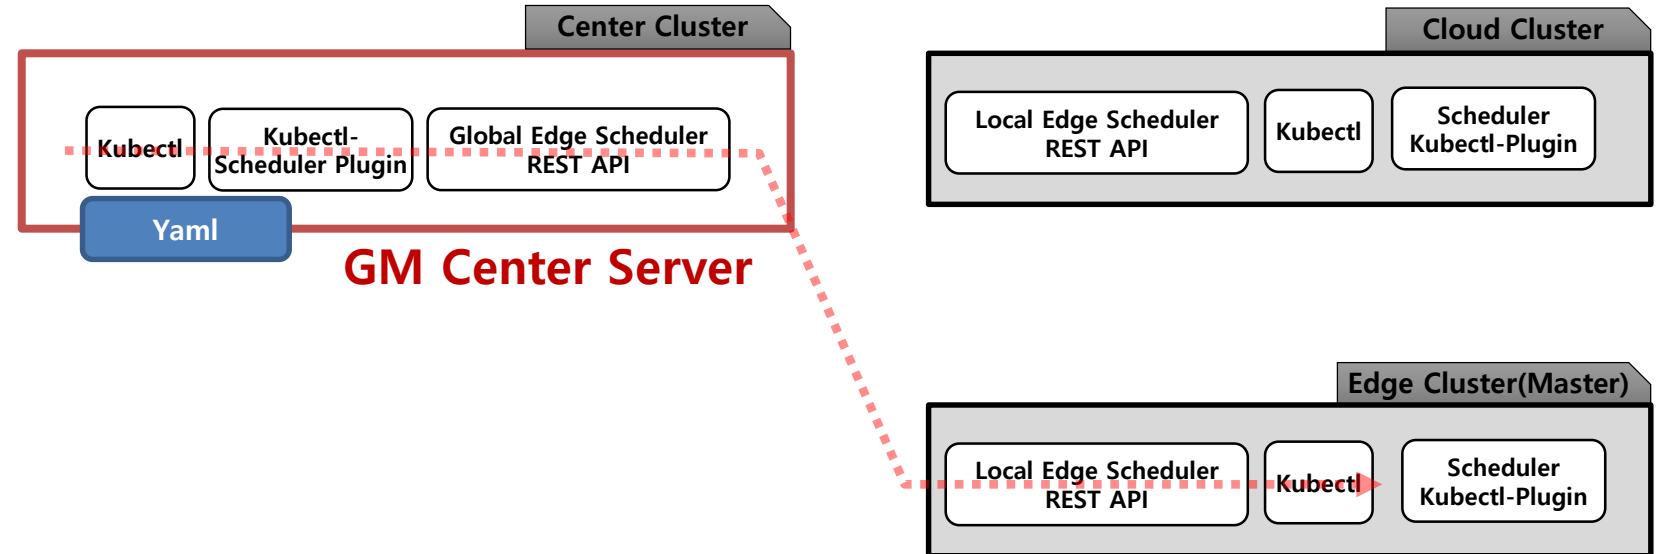 Center Cluster
Kubectl
Kubectl-
Scheduler Plugin
Global Edge Scheduler
REST API
Yaml
GM Center Server
Cloud Cluster
Local Edge Scheduler
REST API
Kubectl
Scheduler
Kubectl-Plugin
Edge Cluster(Master)
Local Edge Scheduler
REST API
Kubectl
Scheduler
Kubectl-Plugin